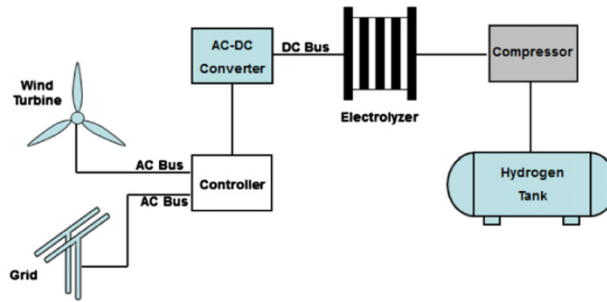 AC-DC
Converter
DC Bus
Compressor
Wind
Turbine
Electrolyzer
AC Bus
Controller
AC Bus
Hydrogen
Tank
Grid